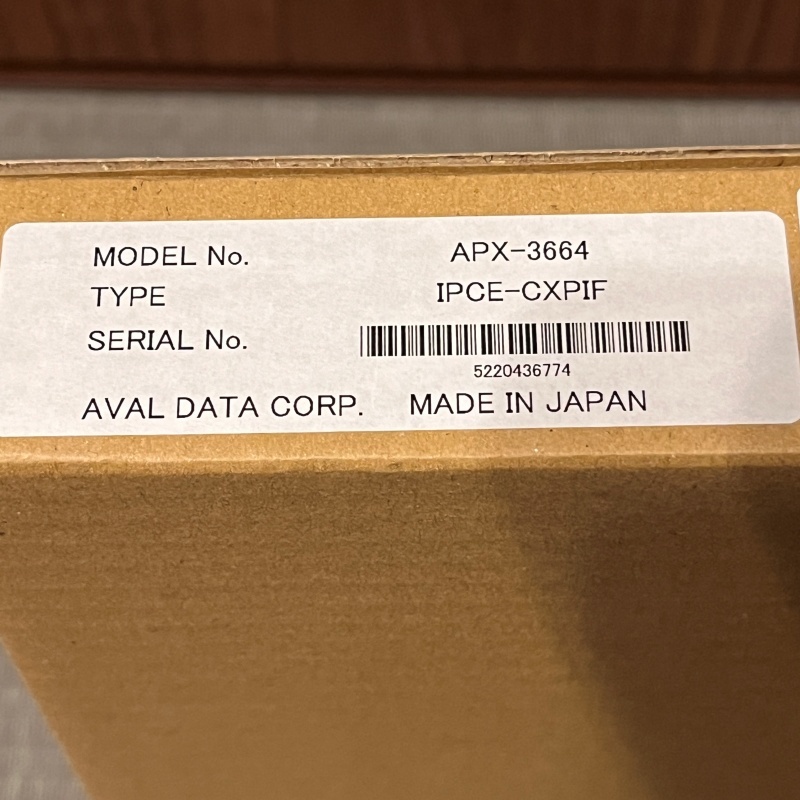 MODEL No. APX-3664
TYPE IPCE-CXPIF
SERIAL No.
5220436774
AVAL DATA CORP. MADE IN JAPAN